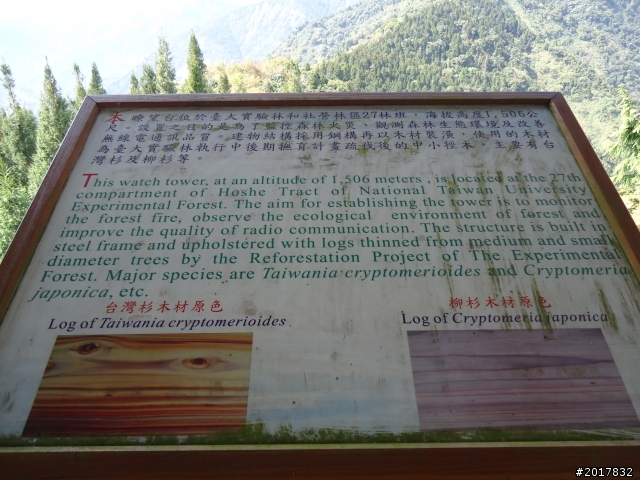 本瞭望台位於臺大實驗林和社營林區27林班，海拔高度1,506公
尺。設置之目的是為了監控森林火災、觀測森林生態環境及改善
無線電通訊品質。建物結構採用鋼構再以木材裝潢，使用的木材
為臺大實驗林執行中後期撫育計畫疏伐後的中小徑木，主要有台
灣杉及柳杉等。
This watch tower, at an altitude of 1,506 meters , is located at the 27th
compartment of Hoshe Tract of National Taiwan University
Experimental Forest. The aim for establishing the tower is to monitor
the forest fire, observe the ecological environment of forest and
improve the quality of radio communication. The structure is built in
steel frame and upholstered with logs thinned from medium and small
diameter trees by the Reforestation Project of The Experimental
Forest. Major species are Taiwania cryptomerioides and Cryptomeria
japonica, etc.
台灣杉木材原色
Log of Taiwania cryptomerioides
柳杉木材原色
Log of Cryptomeria japonica
#2017832